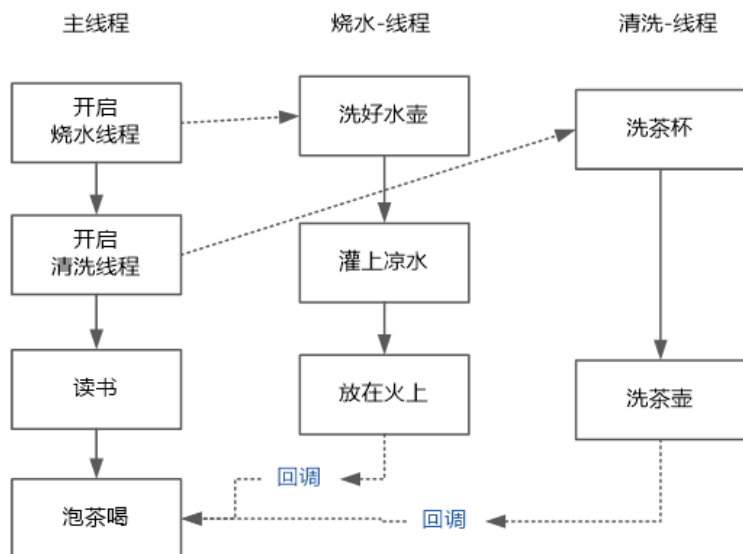 主线程
烧水-线程
清洗-线程
开启
烧水线程
洗好水壶
洗茶杯
开启
清洗线程
灌上凉水
读书
放在火上
洗茶壶
回调
泡茶喝
回调